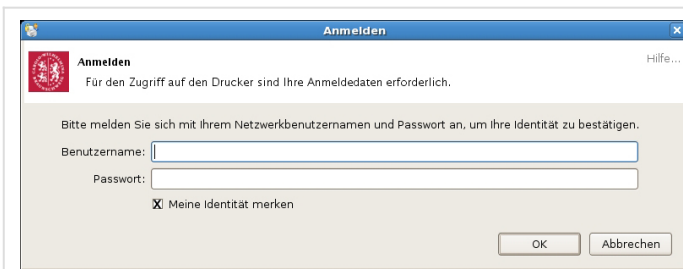 Anmelden
Anmelden
Hilfe...
Für den Zugriff auf den Drucker sind Ihre Anmeldedaten erforderlich.
Bitte melden Sie sich mit Ihrem Netzwerkbenutzernamen und Passwort an, um Ihre Identität zu bestätigen.
Benutzername:
Passwort:
X Meine Identität merken
OK Abbrechen